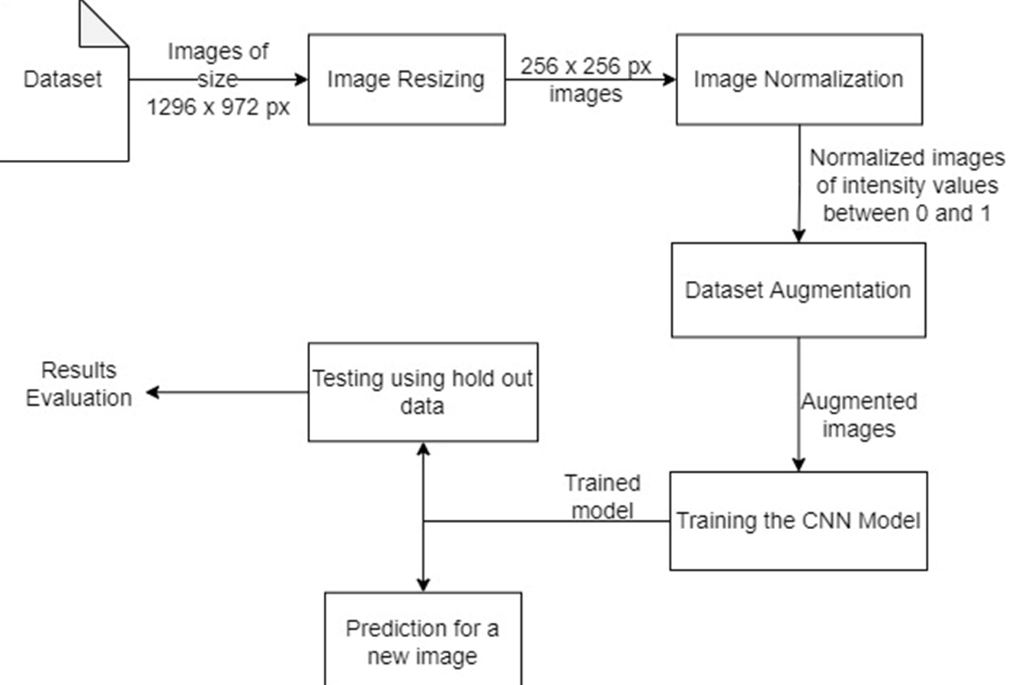 Dataset
Images of
size
1296 x 972 px
Image Resizing
256 x 256 px
images
Image Normalization
Normalized images
of intensity values
between 0 and 1
Dataset Augmentation
Augmented
images
Training the CNN Model
Trained
model
Testing using hold out
data
Results
Evaluation
Prediction for a
new image